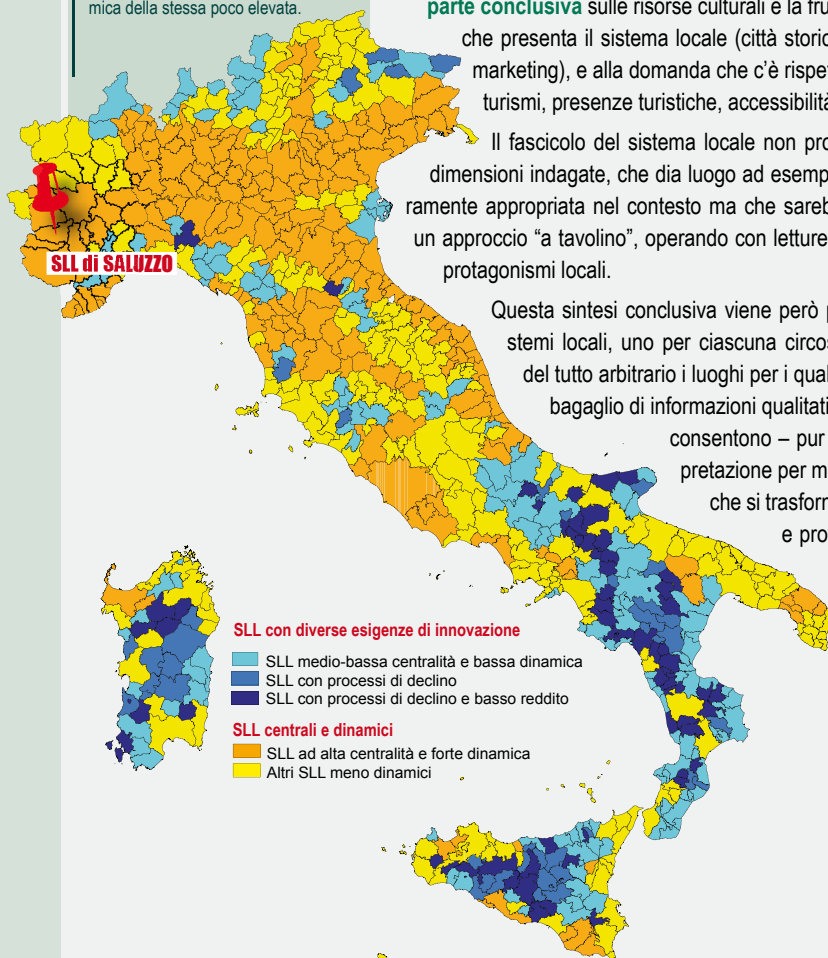 mica della stessa poco elevata.
parte conclusiva sulle risorse culturali e la fru
che presenta il sistema locale (città storic
marketing), e alla domanda che c'è rispet
turismi, presenze turistiche, accessibilità
Il fascicolo del sistema locale non pro
dimensioni indagate, che dia luogo ad esemp
ramente appropriata nel contesto ma che sareb
un approccio “a tavolino”, operando con letture
protagonismi locali.
Questa sintesi conclusiva viene però p
stemi locali, uno per ciascuna circos
del tutto arbitrario i luoghi per i qual
bagaglio di informazioni qualitati
consentono – pur
pretazione per m
che si trasforn
e pro
SLL di SALUZZO
SLL con diverse esigenze di innovazione
SLL medio-bassa centralità e bassa dinamica
SLL con processi di declino
SLL con processi di declino e basso reddito
SLL centrali e dinamici
SLL ad alta centralità e forte dinamica
Altri SLL meno dinamici